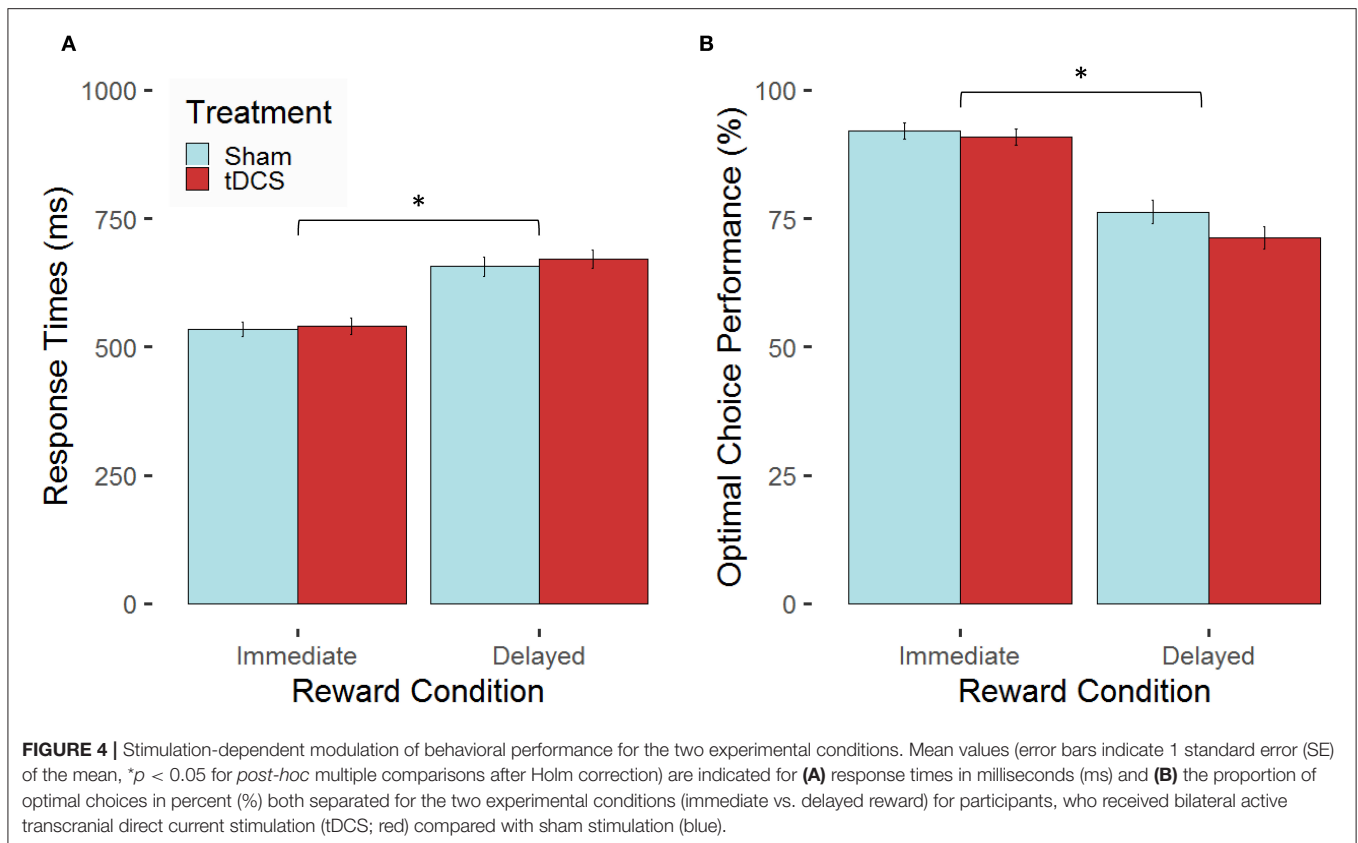 A
1000
750
500
250
0
Response Times (ms)
Treatment
Sham
tDCS
*
Immediate
Delayed
Reward Condition
B
100
75
50
25
0
Optimal Choice Performance (%)
*
Immediate
Delayed
Reward Condition
FIGURE 4 | Stimulation-dependent modulation of behavioral performance for the two experimental conditions. Mean values (error bars indicate 1 standard error (SE)
of the mean, *p < 0.05 for post-hoc multiple comparisons after Holm correction) are indicated for (A) response times in milliseconds (ms) and (B) the proportion of
optimal choices in percent (%) both separated for the two experimental conditions (immediate vs. delayed reward) for participants, who received bilateral active
transcranial direct current stimulation (tDCS; red) compared with sham stimulation (blue).